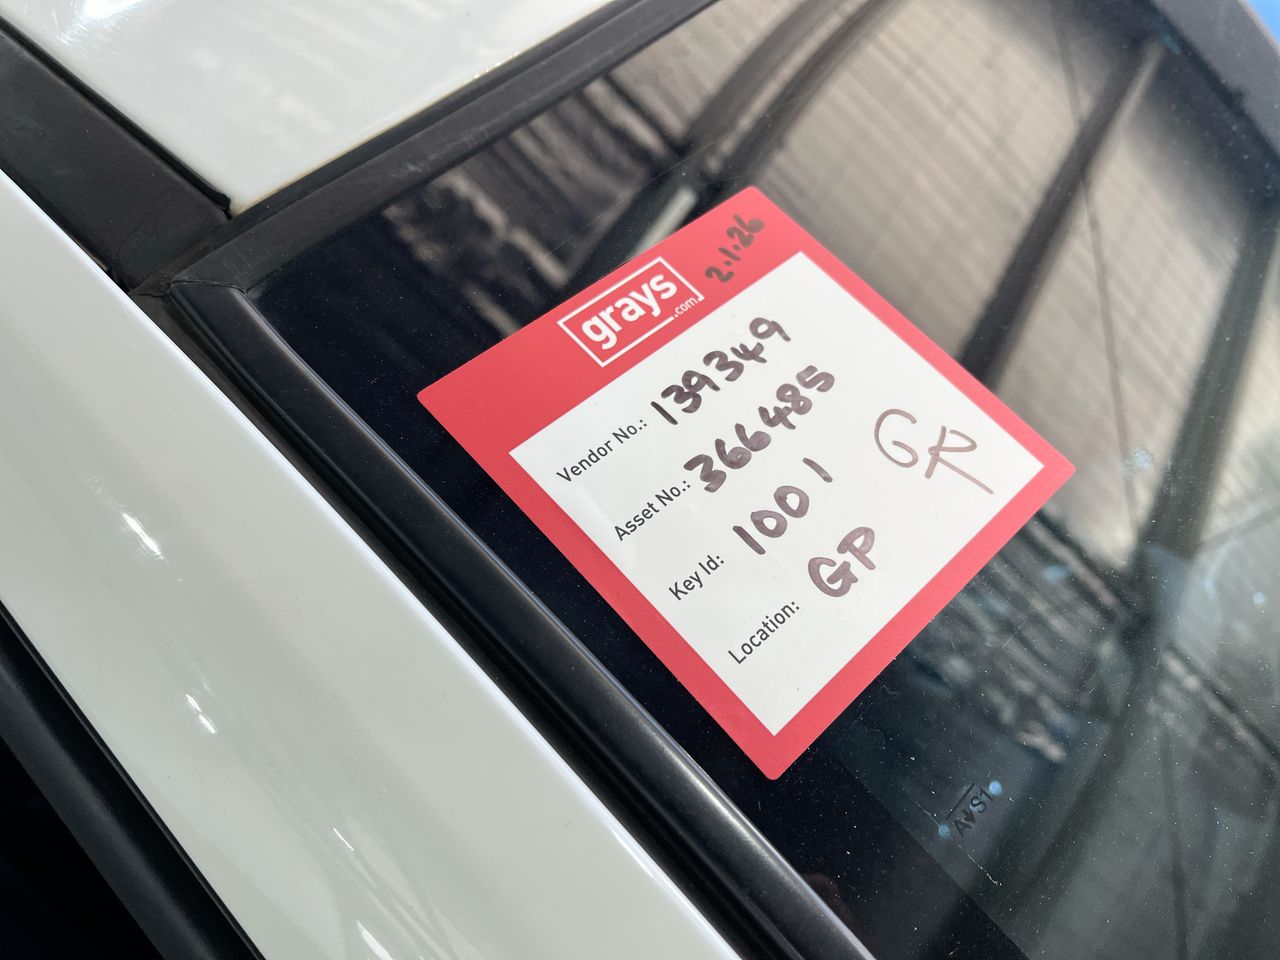 grays
.com
2.1.26
Vendor No.: 139349
Asset No.: 366485
Key Id: 1001
Location: GP
GR
AS1